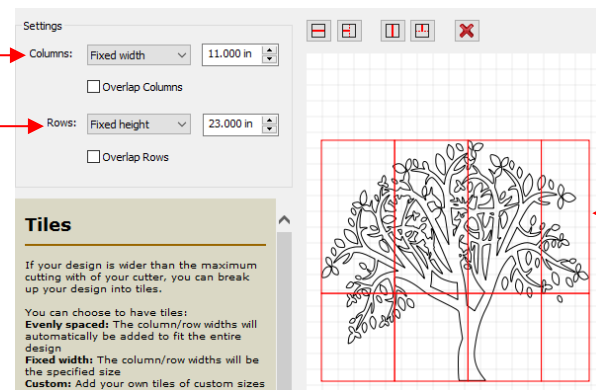 Settings
Columns: Fixed width 11.000 in
Overlap Columns
Rows: Fixed height 23.000 in
Overlap Rows
Tiles
If your design is wider than the maximum
cutting with of your cutter, you can break
up your design into tiles.
You can choose to have tiles:
Evenly spaced: The column/row widths will
automatically be added to fit the entire
design
Fixed width: The column/row widths will be
the specified size
Custom: Add your own tiles of custom sizes